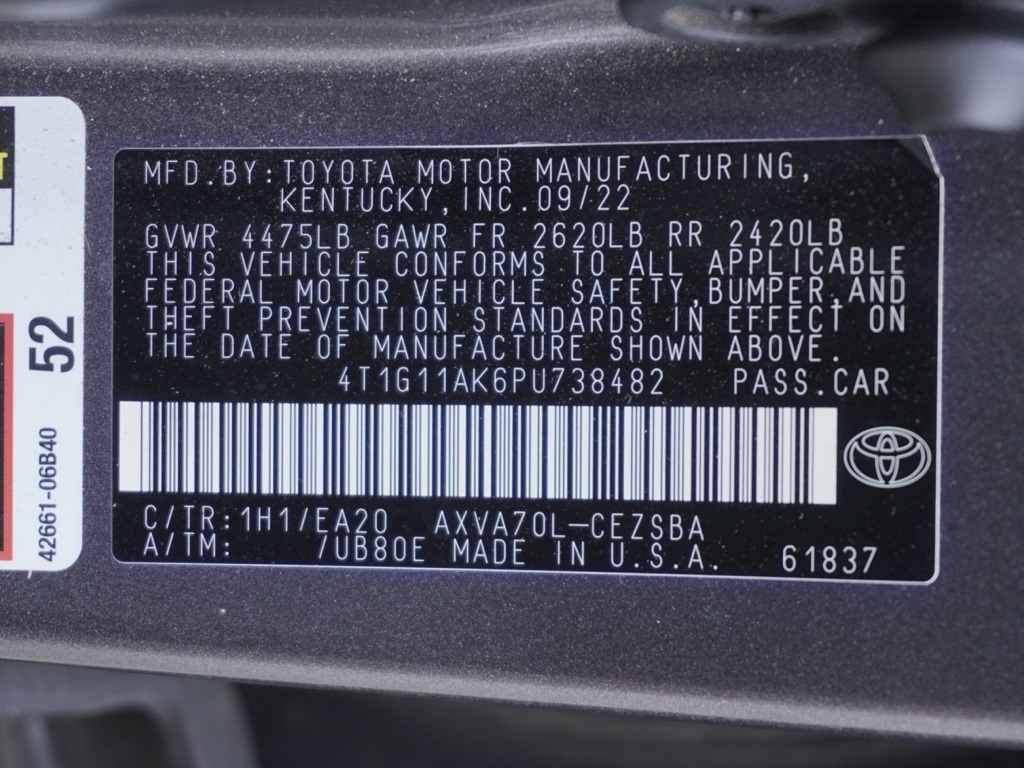 MFD.BY:TOYOTA MOTOR MANUFACTURING,
KENTUCKY,INC.09/22
GVWR 4475LB GAWR FR 2620LB RR 2420LB
THIS VEHICLE CONFORMS TO ALL APPLICABLE
FEDERAL MOTOR VEHICLE SAFETY,BUMPER,AND
THEFT PREVENTION STANDARDS IN EFFECT ON
THE DATE OF MANUFACTURE SHOWN ABOVE.
4T1G11AK6PU738482 PASS.CAR
C/TR:1H1/EA20 AXVA70L-CEZSBA
A/TM: 7UB80E MADE IN U.S.A. 61837
52
42661-06B40
T